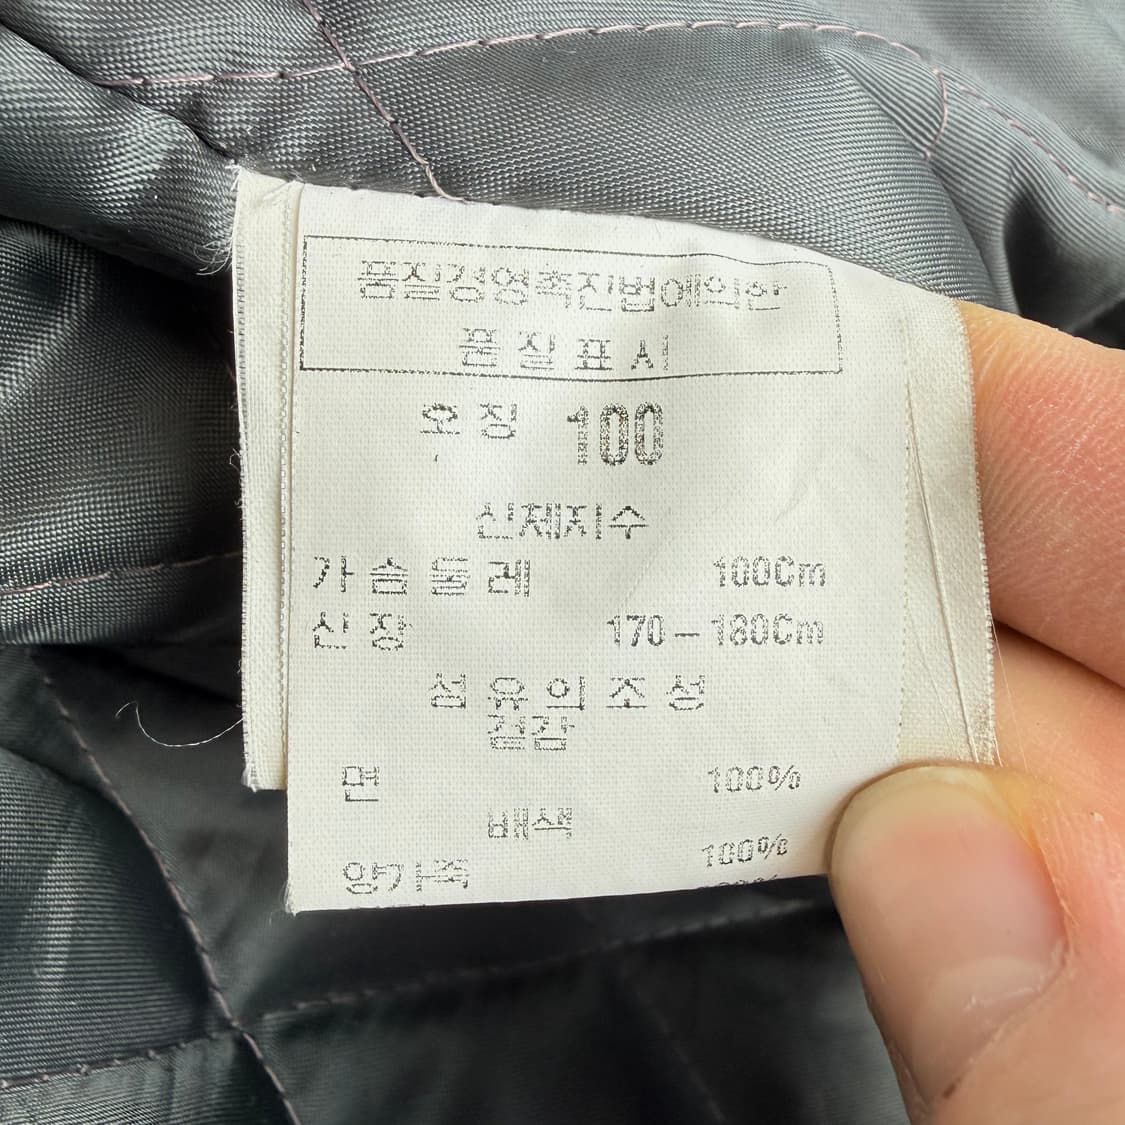 품질경영촉진법에의한
품질표시
호칭 100
신체치수
가슴둘레 100Cm
신장 170-180Cm
섬유의조성
겉감
면 100%
배색
양가죽 100%